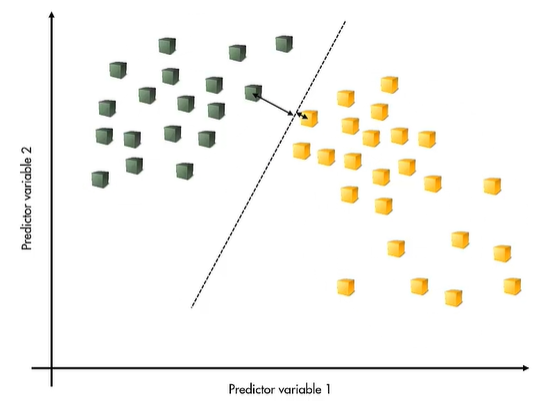 Predictor variable 2
Predictor variable 1